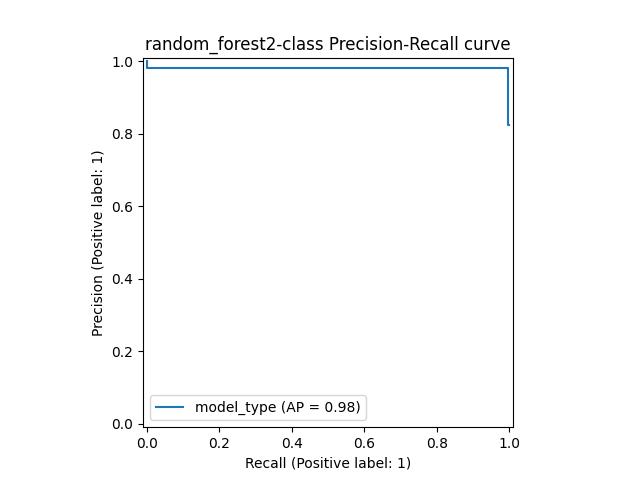 random_forest2-class Precision-Recall curve
1.0
0.8
0.6
0.4
0.2
0.0
Precision (Positive label: 1)
model_type (AP = 0.98)
0.0 0.2 0.4 0.6 0.8 1.0
Recall (Positive label: 1)